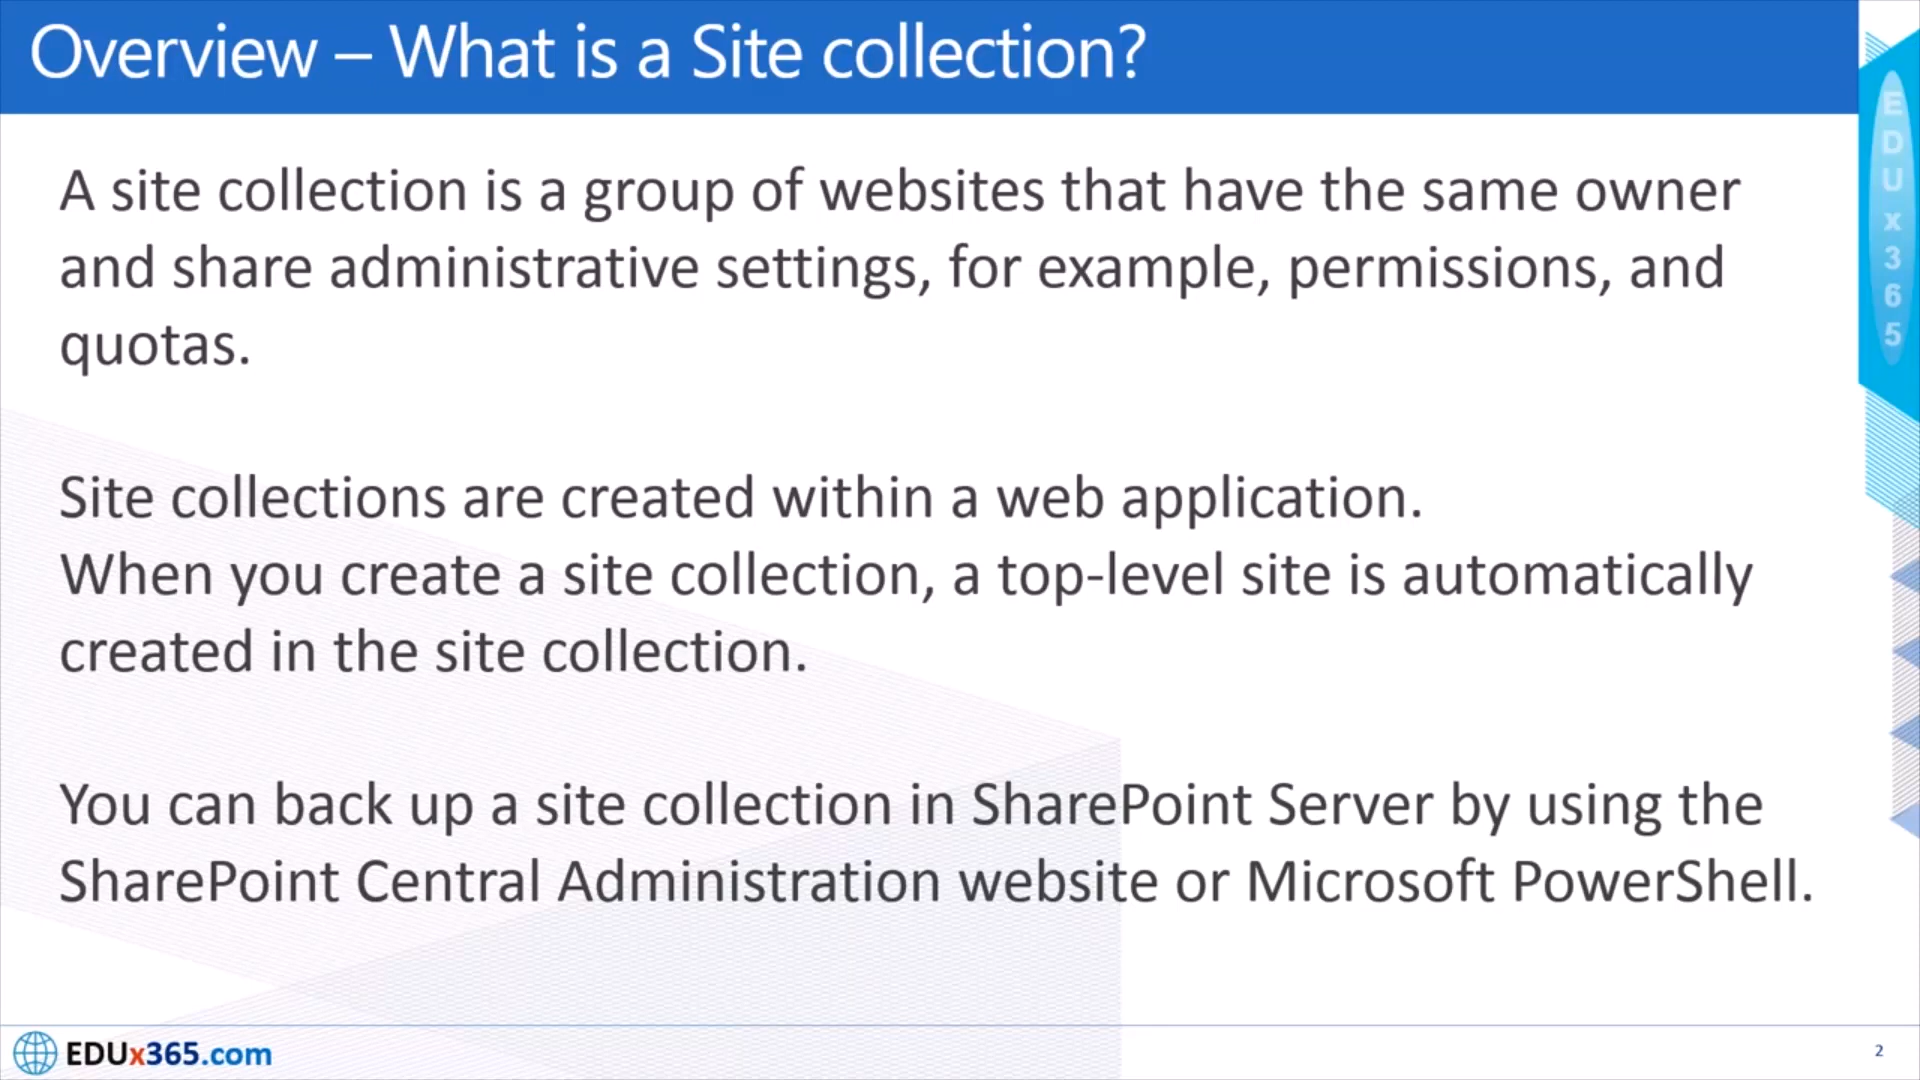 Overview – What is a Site collection?
A site collection is a group of websites that have the same owner
and share administrative settings, for example, permissions, and
quotas.
Site collections are created within a web application.
When you create a site collection, a top-level site is automatically
created in the site collection.
You can back up a site collection in SharePoint Server by using the
SharePoint Central Administration website or Microsoft PowerShell.
EDUx365
EDUx365.com
2